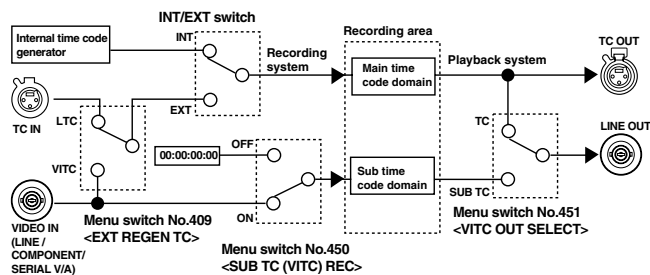 INT/EXT switch
Recording area
Internal time code
generator
INT
Recording
system
Main time
code domain
Playback system
TC OUT
TC IN
LTC
EXT
TC
LINE OUT
00:00:00:00
OFF
VITC
Sub time
code domain
SUB TC
VIDEO IN
(LINE /
COMPONENT/
SERIAL V/A)
Menu switch No.409
<EXT REGEN TC>
ON
Menu switch No.450
<SUB TC (VITC) REC>
Menu switch No.451
<VITC OUT SELECT>